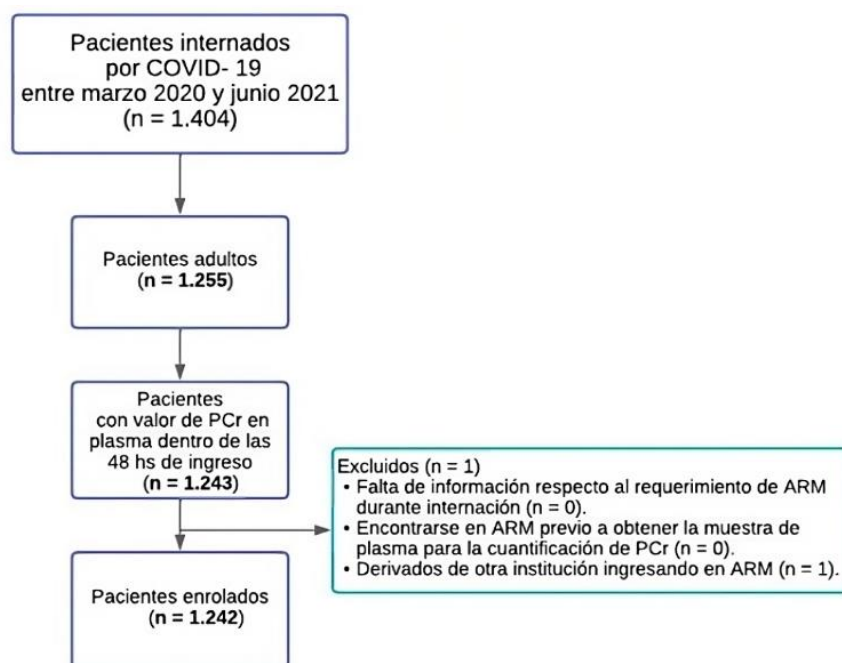 Pacientes internados
por COVID- 19
entre marzo 2020 y junio 2021
(n = 1.404)
Pacientes adultos
(n = 1.255)
Pacientes
con valor de PCr en
plasma dentro de las
48 hs de ingreso
(n = 1.243)
Excluidos (n = 1)
• Falta de información respecto al requerimiento de ARM
durante internación (n = 0).
• Encontrarse en ARM previo a obtener la muestra de
plasma para la cuantificación de PCr (n = 0).
• Derivados de otra institución ingresando en ARM (n = 1).
Pacientes enrolados
(n = 1.242)